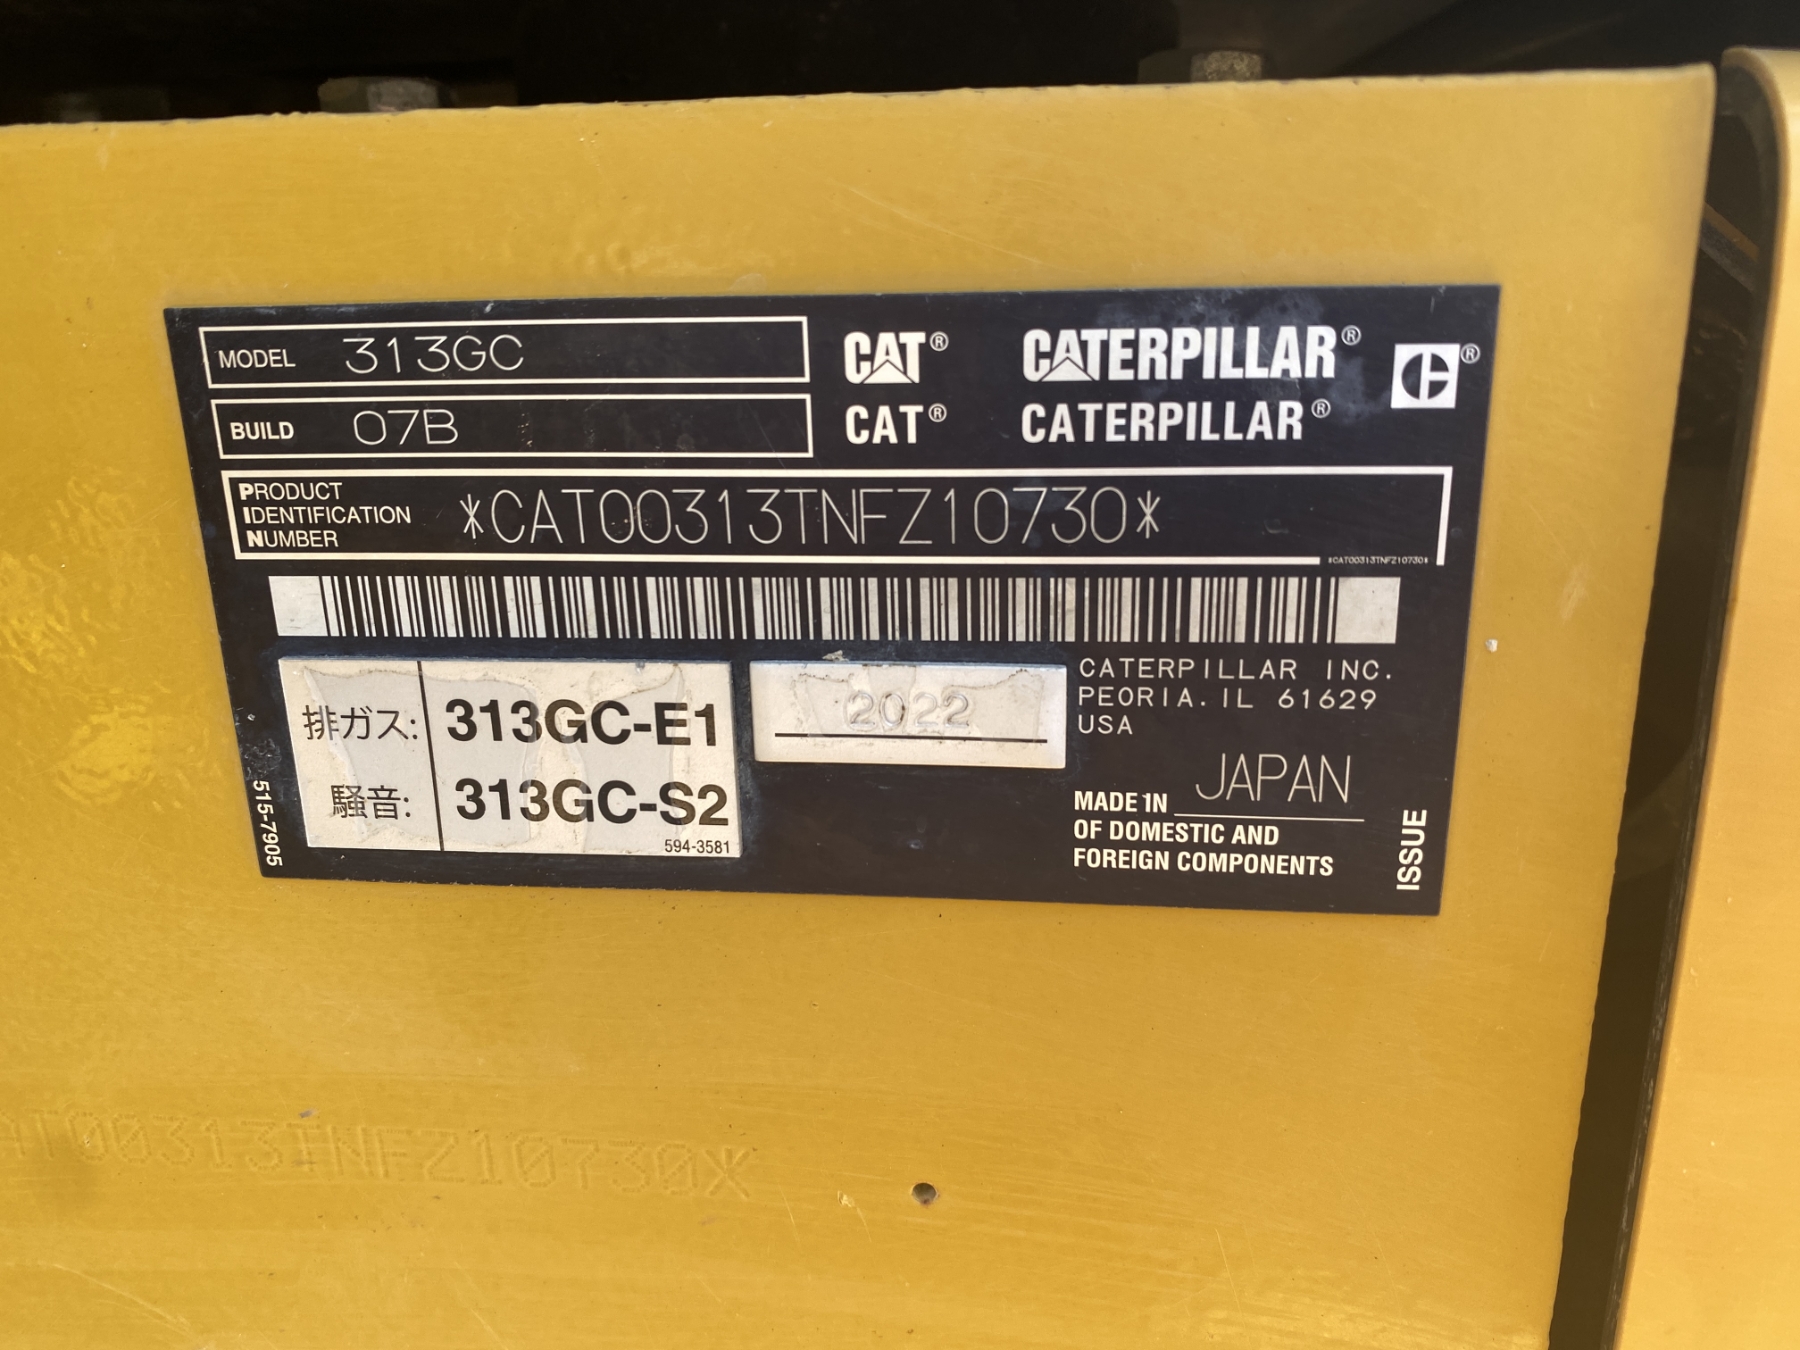 MODEL 313GC
CAT® CATERPILLAR®
BUILD 07B
CAT® CATERPILLAR®
PRODUCT
IDENTIFICATION
NUMBER
*CAT00313TNFZ10730*
*CAT00313TNFZ10730*
排ガス: 313GC-E1
騒音: 313GC-S2
594-3581
2022
CATERPILLAR INC.
PEORIA. IL 61629
USA
MADE IN JAPAN
OF DOMESTIC AND
FOREIGN COMPONENTS
515-7905
ISSUE
AT00313TNFZ10730*